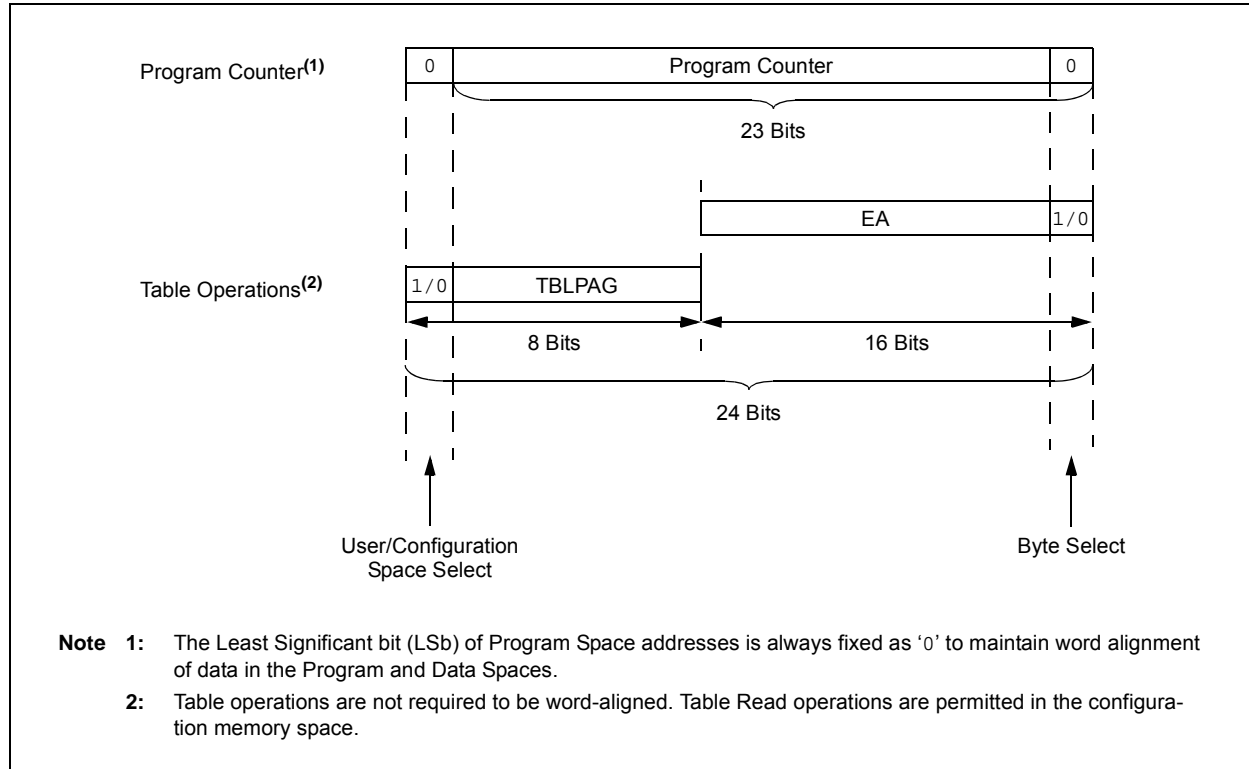 Program Counter(1)
0
Program Counter
0
23 Bits
EA
1/0
Table Operations(2)
1/0
TBLPAG
8 Bits
16 Bits
24 Bits
User/Configuration
Space Select
Byte Select
Note 1: The Least Significant bit (LSb) of Program Space addresses is always fixed as ‘0’ to maintain word alignment
of data in the Program and Data Spaces.
2: Table operations are not required to be word-aligned. Table Read operations are permitted in the configura-
tion memory space.